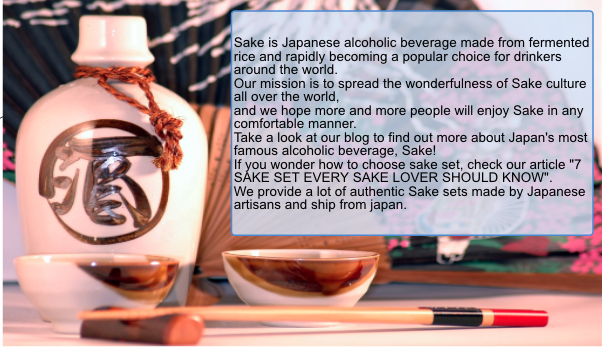 Sake is Japanese alcoholic beverage made from fermented
rice and rapidly becoming a popular choice for drinkers
around the world.
Our mission is to spread the wonderfulness of Sake culture
all over the world,
and we hope more and more people will enjoy Sake in any
comfortable manner.
Take a look at our blog to find out more about Japan's most
famous alcoholic beverage, Sake!
If you wonder how to choose sake set, check our article "7
SAKE SET EVERY SAKE LOVER SHOULD KNOW".
We provide a lot of authentic Sake sets made by Japanese
artisans and ship from japan.
酒